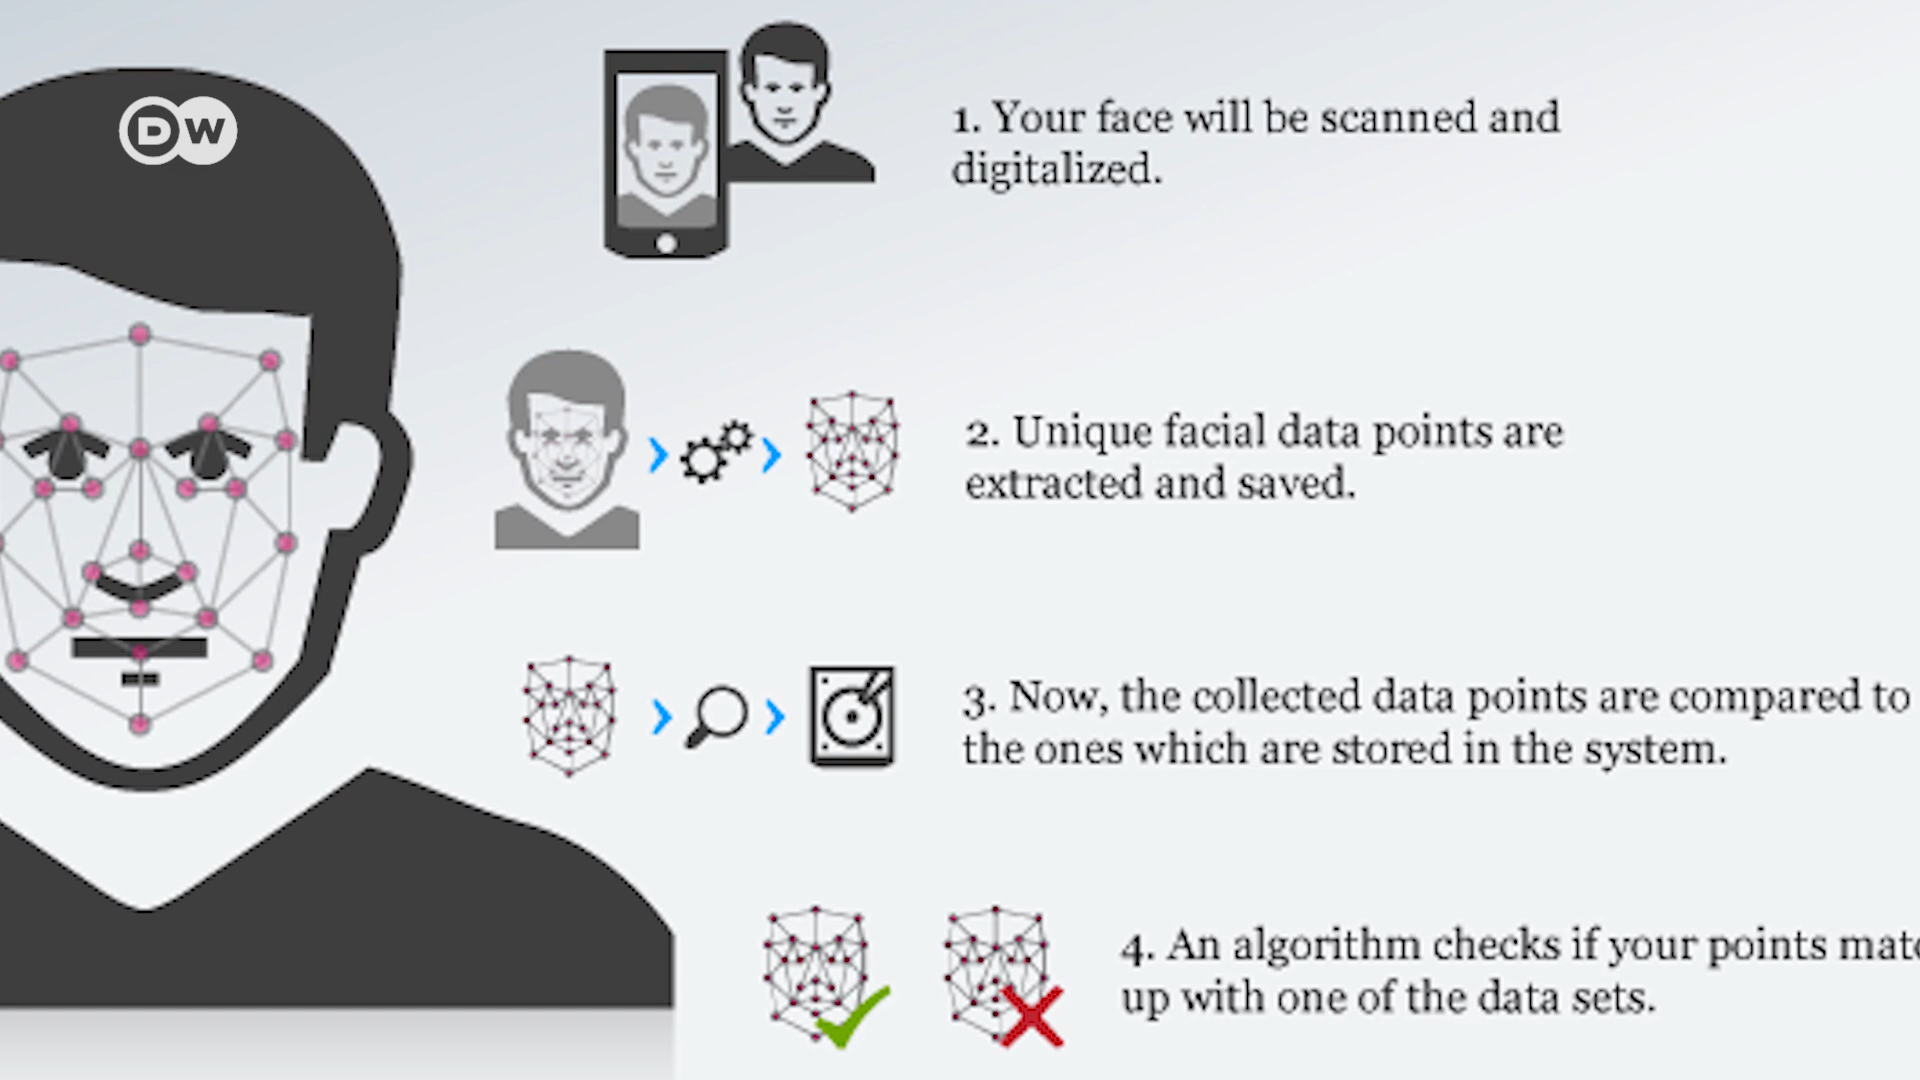 DW
1. Your face will be scanned and
digitalized.
2. Unique facial data points are
extracted and saved.
3. Now, the collected data points are compared to
the ones which are stored in the system.
4. An algorithm checks if your points
up with one of the data sets.